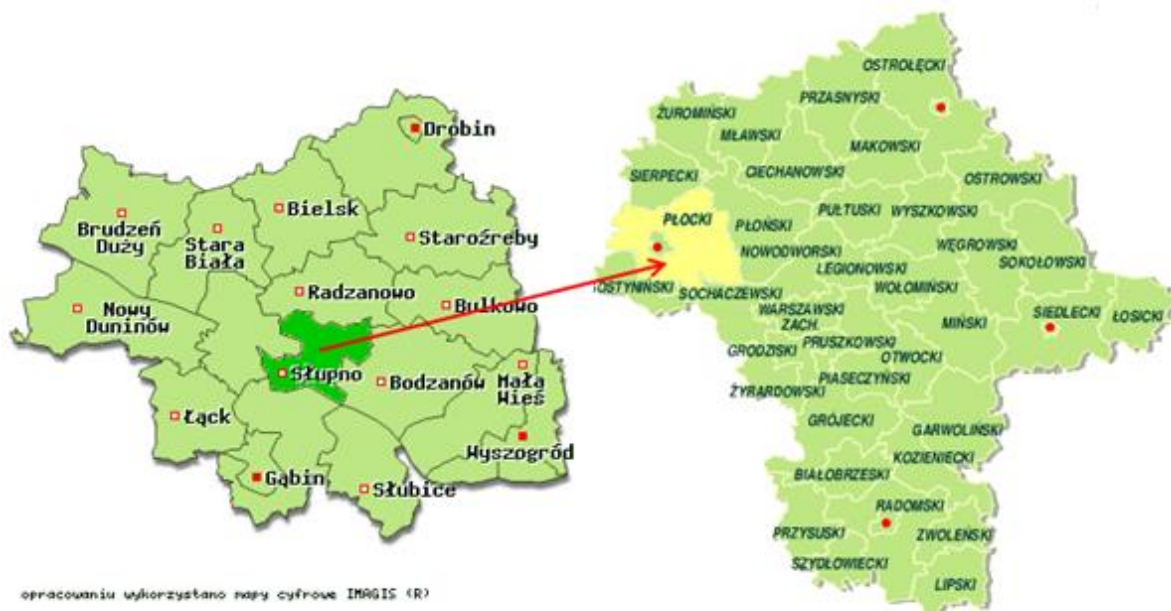 Drobin
Bielsk
Brudzeń
Duży
Stara
Biała
Staroźreby
Nowy
Duninów
Radzanowo
Bulkowo
Słupno
Bodzanów
Mała
Wieś
Łąck
Wyszogród
Gąbin
Słubice
opracowaniu wykorzystano mapy cyfrowe IMAGIS (R)
OSTROŁĘCKI
PRZASNYSKI
ŻUROMIŃSKI
MŁAWSKI
MAKOWSKI
CIECHANOWSKI
SIERPECKI
OSTROWSKI
PŁOCKI
PŁOŃSKI
PUŁTUSKI
WYSZKOWSKI
NOWODWORSKI
WĘGROWSKI
SOKOŁOWSKI
LEGIONOWSKI
OSTYNIŃSKI
SOCHACZEWSKI
WOŁOMIŃSKI
WARSZAWSKI
ZACH.
MIŃSKI
SIEDLECKI
ŁOSICKI
PRUSZKOWSKI
GRODZISKI
OTWOCKI
PIASECZYŃSKI
ŻYRARDOWSKI
GRÓJECKI
GARWOLIŃSKI
KOZIENIECKI
BIAŁOBRZESKI
RADOMSKI
PRZYSUSKI
ZWOLEŃSKI
SZYDŁOWIECKI
LIPSKI